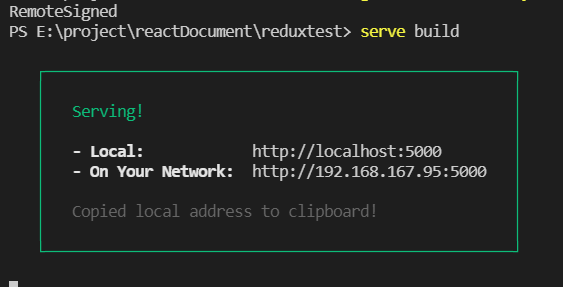 RemoteSigned
PS E:\project\reactDocument\reduxtest> serve build
Serving!
- Local: http://localhost:5000
- On Your Network: http://192.168.167.95:5000
Copied local address to clipboard!